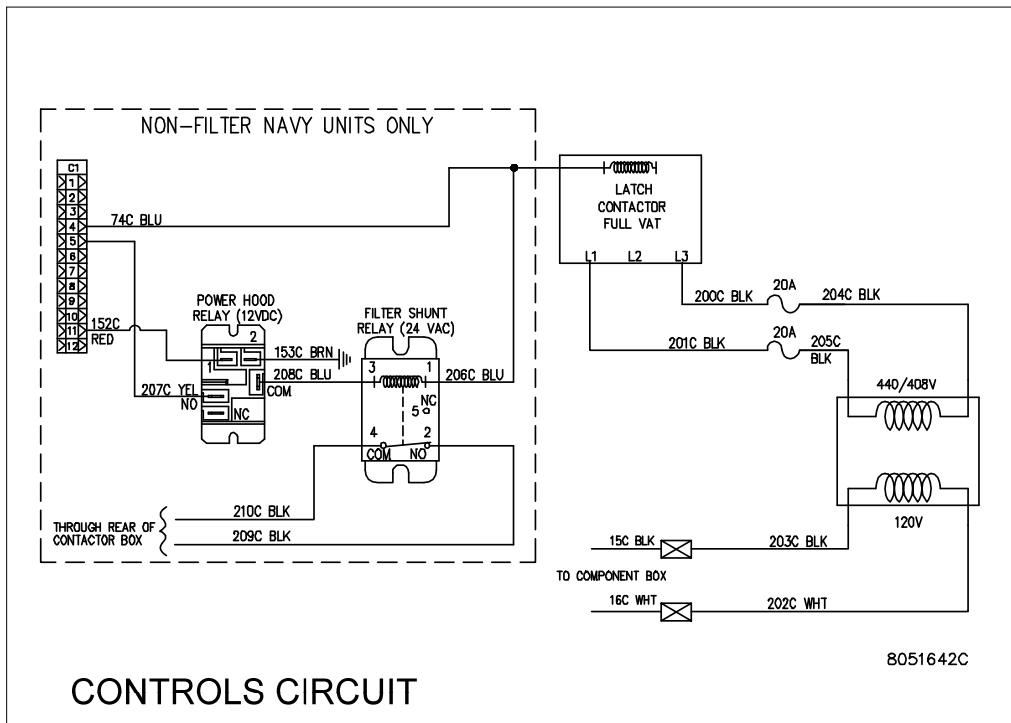 NON-FILTER NAVY UNITS ONLY
C1
1
2
3
4
5
6
7
8
9
10
11
12
74C BLU
152C
RED
POWER HOOD
RELAY (12VDC)
2
1
153C BRN
208C BLU
COM
207C YEL
NO
NC
FILTER SHUNT
RELAY (24 VAC)
3
1
206C BLU
NC
5
4
2
COM
NO
210C BLK
209C BLK
THROUGH REAR OF
CONTACTOR BOX
LATCH
CONTACTOR
FULL VAT
L1
L2
L3
200C BLK
20A
204C BLK
201C BLK
20A
205C
BLK
440/408V
120V
15C BLK
203C BLK
TO COMPONENT BOX
16C WHT
202C WHT
8051642C
CONTROLS CIRCUIT